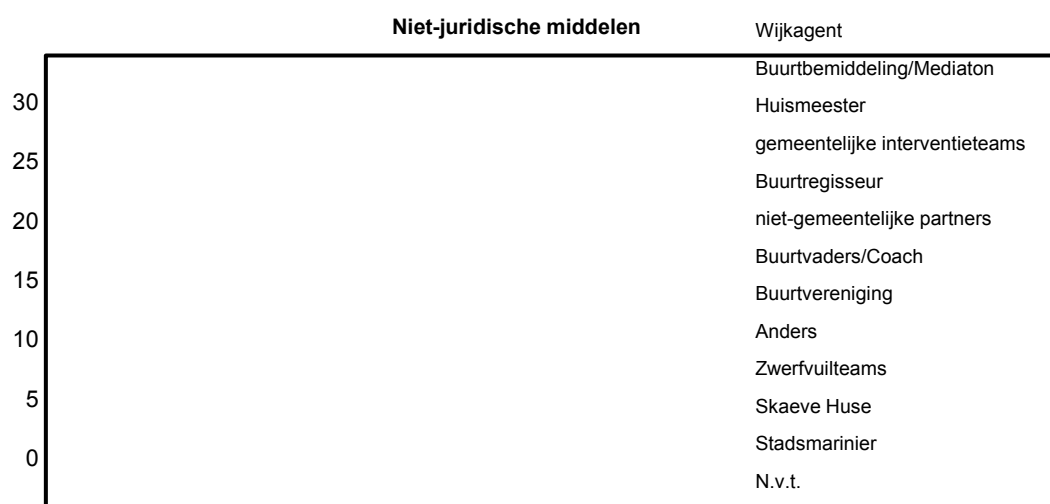 Niet-juridische middelen
30
25
20
15
10
5
0
Wijkagent
Buurtbemiddeling/Mediaton
Huismeester
gemeentelijke interventieteams
Buurtregisseur
niet-gemeentelijke partners
Buurtvaders/Coach
Buurtvereniging
Anders
Zwerfvuilteams
Skaeve Huse
Stadsmarinier
N.v.t.